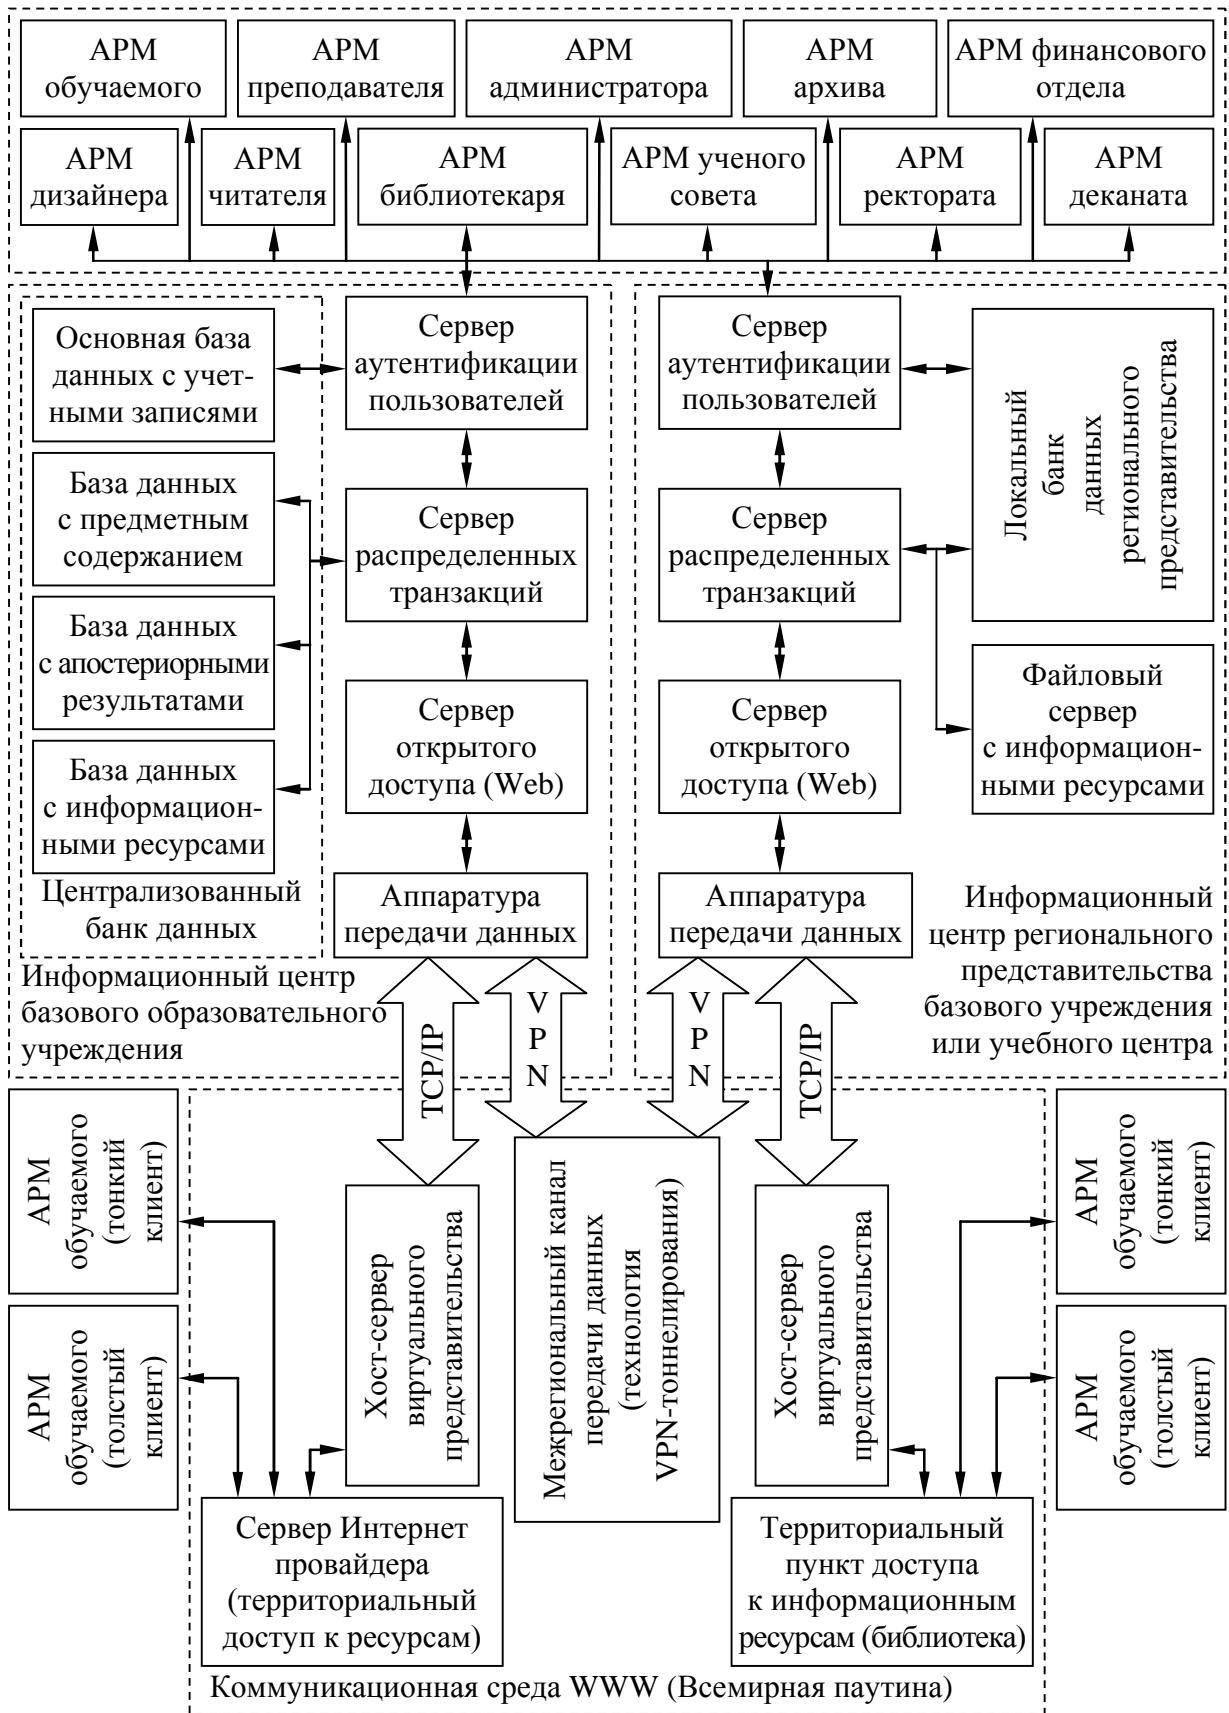 АРМ
обучаемого
АРМ
преподавателя
АРМ
администратора
АРМ
архива
АРМ финансового
отдела
АРМ
дизайнера
АРМ
читателя
АРМ
библиотекаря
АРМ ученого
совета
АРМ
ректората
АРМ
деканата
Основная база
данных с учет-
ными записями
База данных
с предметным
содержанием
База данных
с апостериорными
результатами
База данных
с информацион-
ными ресурсами
Централизованный
банк данных
Сервер
аутентификации
пользователей
Сервер
распределенных
транзакций
Сервер
открытого
доступа (Web)
Аппаратура
передачи данных
Информационный центр
базового образовательного
учреждения
Сервер
аутентификации
пользователей
Сервер
распределенных
транзакций
Сервер
открытого
доступа (Web)
Аппаратура
передачи данных
Локальный
банк
данных
регионального
представительства
Файловый
сервер
с информацион-
ными ресурсами
Информационный
центр регионального
представительства
базового учреждения
или учебного центра
TCP/IP
VPN
VPN
TCP/IP
АРМ
обучаемого
(тонкий
клиент)
АРМ
обучаемого
(толстый
клиент)
Хост-сервер
виртуального
представительства
Межрегиональный канал
передачи данных
(технология
VPN-тоннелирования)
Хост-сервер
виртуального
представительства
АРМ
обучаемого
(тонкий
клиент)
АРМ
обучаемого
(толстый
клиент)
Сервер Интернет
провайдера
(территориальный
доступ к ресурсам)
Территориальный
пункт доступа
к информационным
ресурсам (библиотека)
Коммуникационная среда WWW (Всемирная паутина)